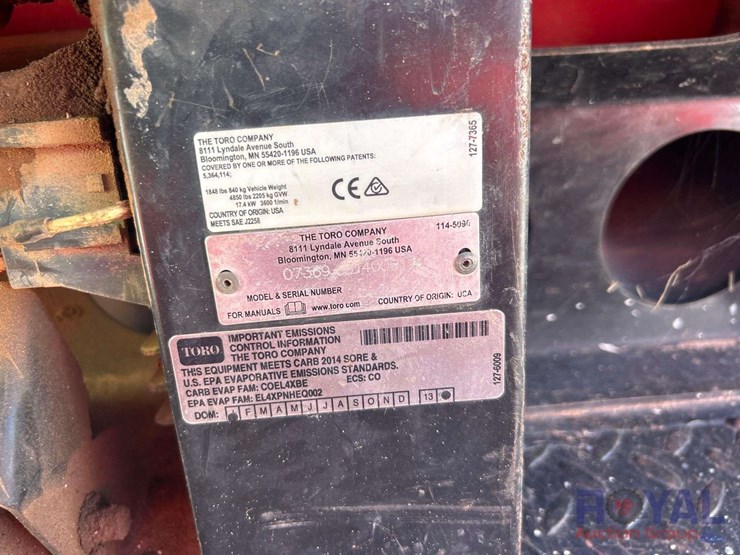 THE TORO COMPANY
8111 Lyndale Avenue South
Bloomington, MN 55420-1196 USA
COVERED BY ONE OR MORE OF THE FOLLOWING PATENTS:
5,364,114;
1848 lbs 840 kg Vehicle Weight
4850 lbs 2205 kg GVW
17.4 kW 3600 1/min
COUNTRY OF ORIGIN: USA
MEETS SAE J2258
CE
127-7365
THE TORO COMPANY
8111 Lyndale Avenue South
Bloomington, MN 55420-1196 USA
07369
MODEL & SERIAL NUMBER
FOR MANUALS www.toro.com COUNTRY OF ORIGIN: USA
TORO
IMPORTANT EMISSIONS
CONTROL INFORMATION
THE TORO COMPANY
THIS EQUIPMENT MEETS CARB 2014 SORE &
U.S. EPA EVAPORATIVE EMISSIONS STANDARDS.
CARB EVAP FAM: COEL4XBE ECS: CO
EPA EVAP FAM: EL4XPNHEQ002
DOM: J F M A M J J A S O N D 13
127-6009
ROYAL
Auction Group